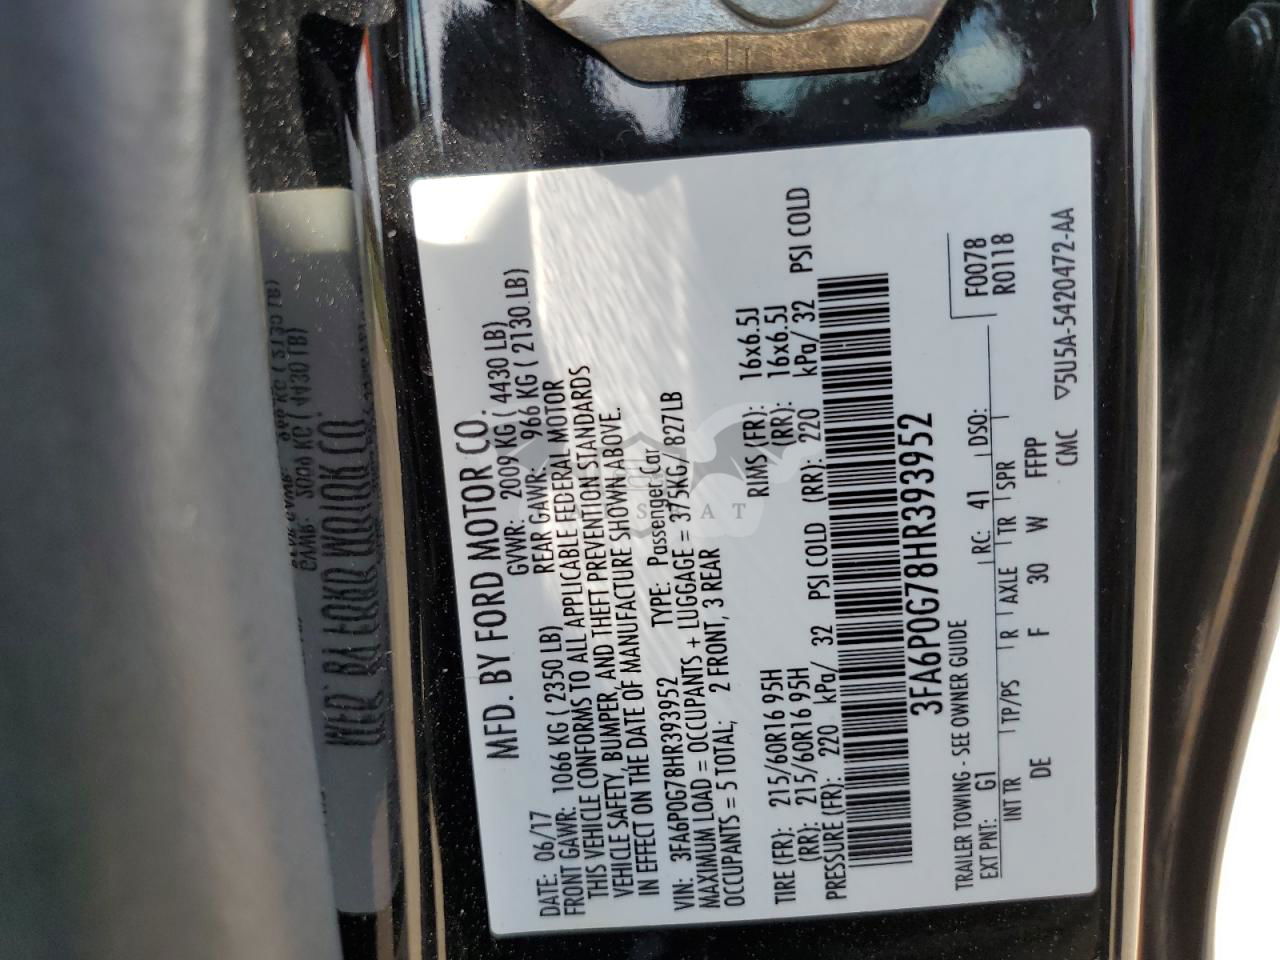 MFD. BY FORD MOTOR CO.
DATE: 06/17 GVWR: 2009 KG ( 4430 LB)
FRONT GAWR: 1066 KG ( 2350 LB) REAR GAWR: 966 KG ( 2130 LB)
THIS VEHICLE CONFORMS TO ALL APPLICABLE FEDERAL MOTOR
VEHICLE SAFETY, BUMPER, AND THEFT PREVENTION STANDARDS
IN EFFECT ON THE DATE OF MANUFACTURE SHOWN ABOVE.
VIN: 3FA6P0G78HR393952 TYPE: Passenger Car
MAXIMUM LOAD = OCCUPANTS + LUGGAGE = 375KG / 827LB
OCCUPANTS = 5 TOTAL; 2 FRONT, 3 REAR
TIRE (FR): 215/60R16 95H RIMS (FR): 16x6.5J
(RR): 215/60R16 95H (RR): 16x6.5J
PRESSURE (FR): 220 kPa/ 32 PSI COLD (RR): 220 kPa/ 32 PSI COLD
3FA6P0G78HR393952
TRAILER TOWING - SEE OWNER GUIDE F0078
EXT PNT: G1 RC: 41 DSO: R0118
INT TR TP/PS R AXLE TR SPR
DE F 30 W FFPP
CMC ▽5U5A-5420472-AA